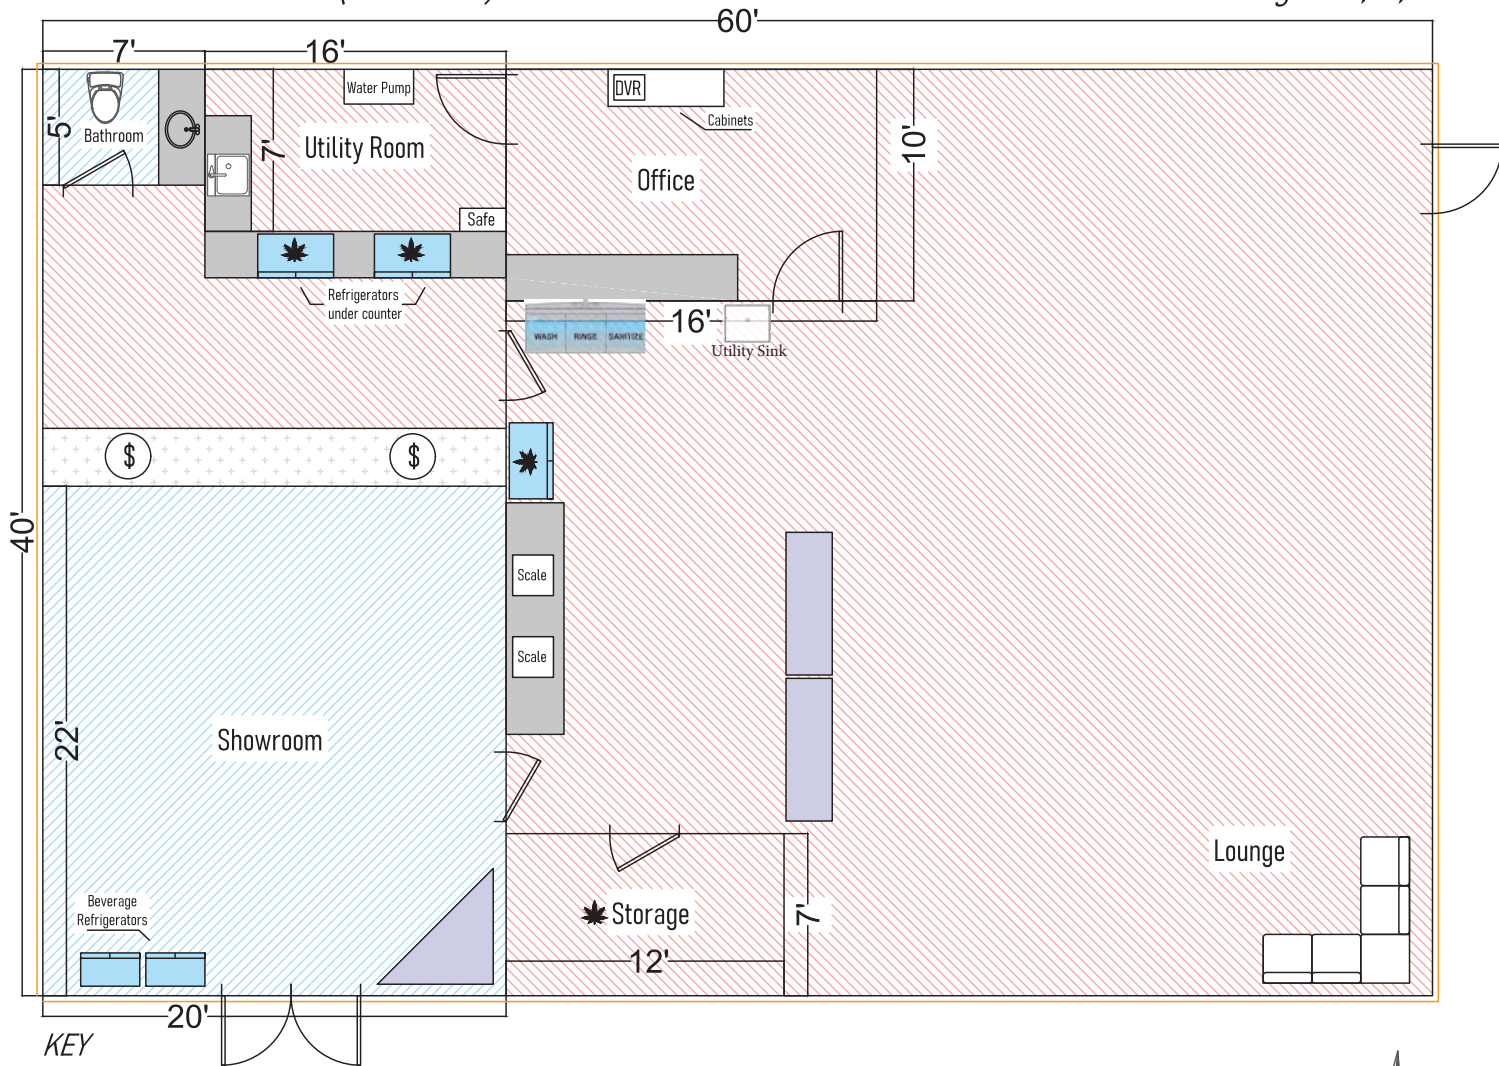 60'
7'
16'
Water Pump
DVR
Cabinets
5'
Bathroom
7'
Utility Room
10'
Office
Safe
Refrigerators
under counter
16'
WASH RINSE SANITIZE
Utility Sink
$
$
40'
Scale
Scale
22'
Showroom
Lounge
Beverage
Refrigerators
Storage
7'
12'
20'
KEY